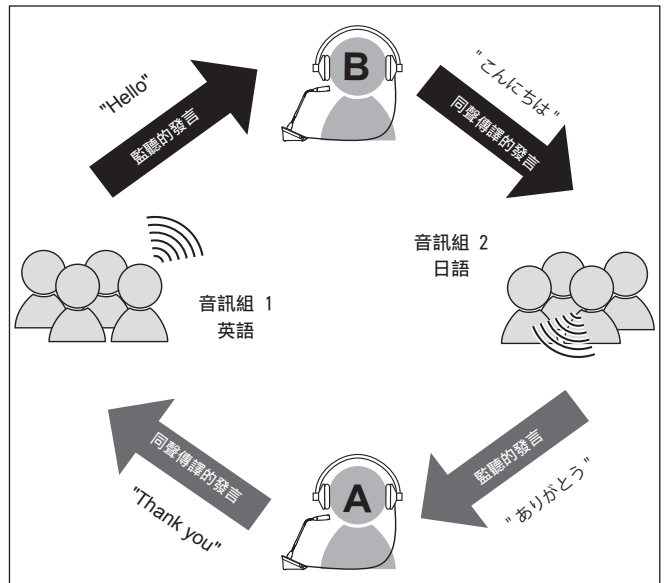 "Hello"
監聽的發言
B
"こんにちは"
同聲傳譯的發言
音訊組 1
英語
音訊組 2
日語
同聲傳譯的發言
"Thank you"
A
監聽的發言
"ありがとう"